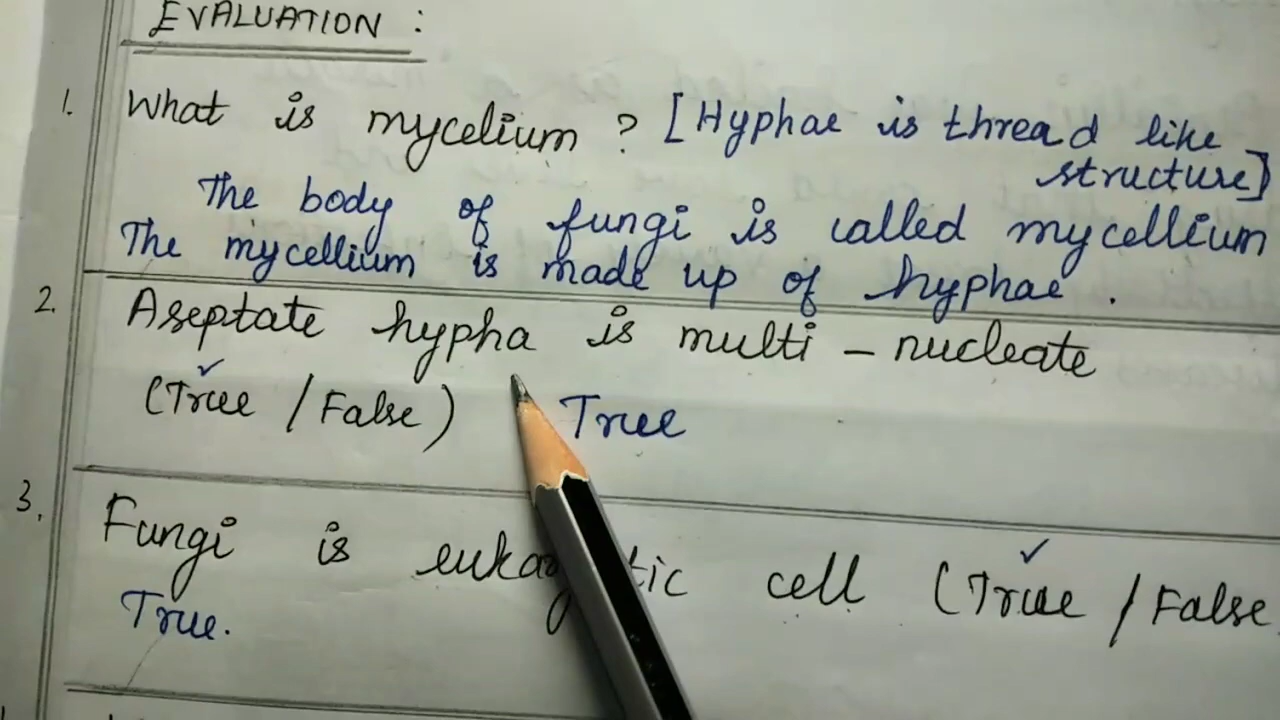 EVALUATION :
1. What is mycelium ? [Hyphae is thread like
structure]
The body of fungi is called mycellium
The mycellium is made up of hyphae .
2. Aseptate hypha is multi - nucleate
(True / False) True
3. Fungi is cell (True / False
True.